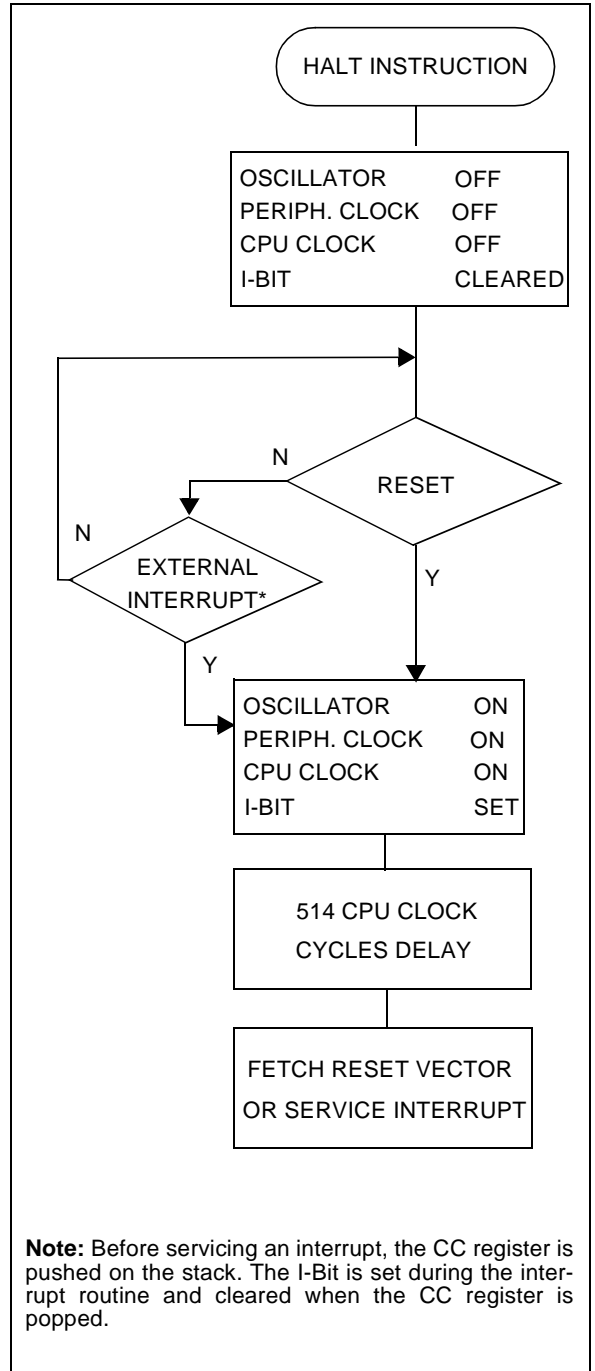 HALT INSTRUCTION
OSCILLATOR OFF
PERIPH. CLOCK OFF
CPU CLOCK OFF
I-BIT CLEARED
N
RESET
N
EXTERNAL
INTERRUPT*
Y
Y
OSCILLATOR ON
PERIPH. CLOCK ON
CPU CLOCK ON
I-BIT SET
514 CPU CLOCK
CYCLES DELAY
FETCH RESET VECTOR
OR SERVICE INTERRUPT
Note: Before servicing an interrupt, the CC register is
pushed on the stack. The I-Bit is set during the inter-
rupt routine and cleared when the CC register is
popped.